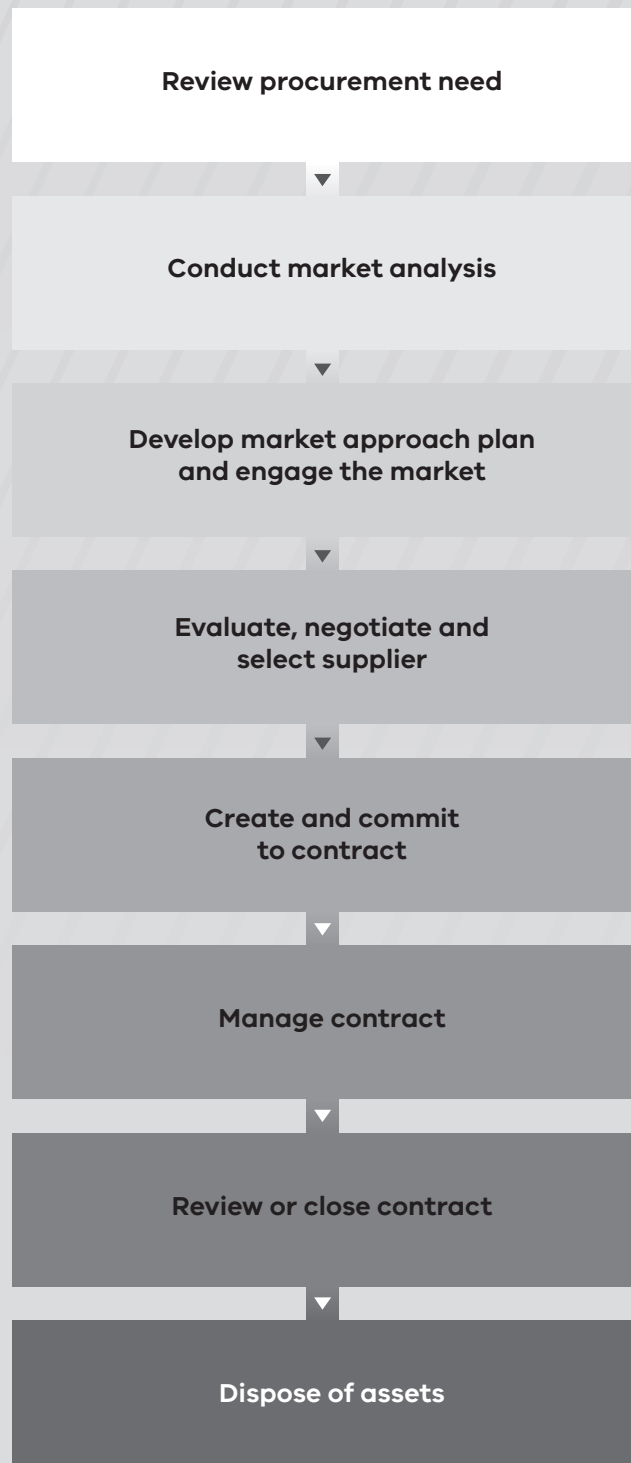 Review procurement need
Conduct market analysis
Develop market approach plan
and engage the market
Evaluate, negotiate and
select supplier
Create and commit
to contract
Manage contract
Review or close contract
Dispose of assets